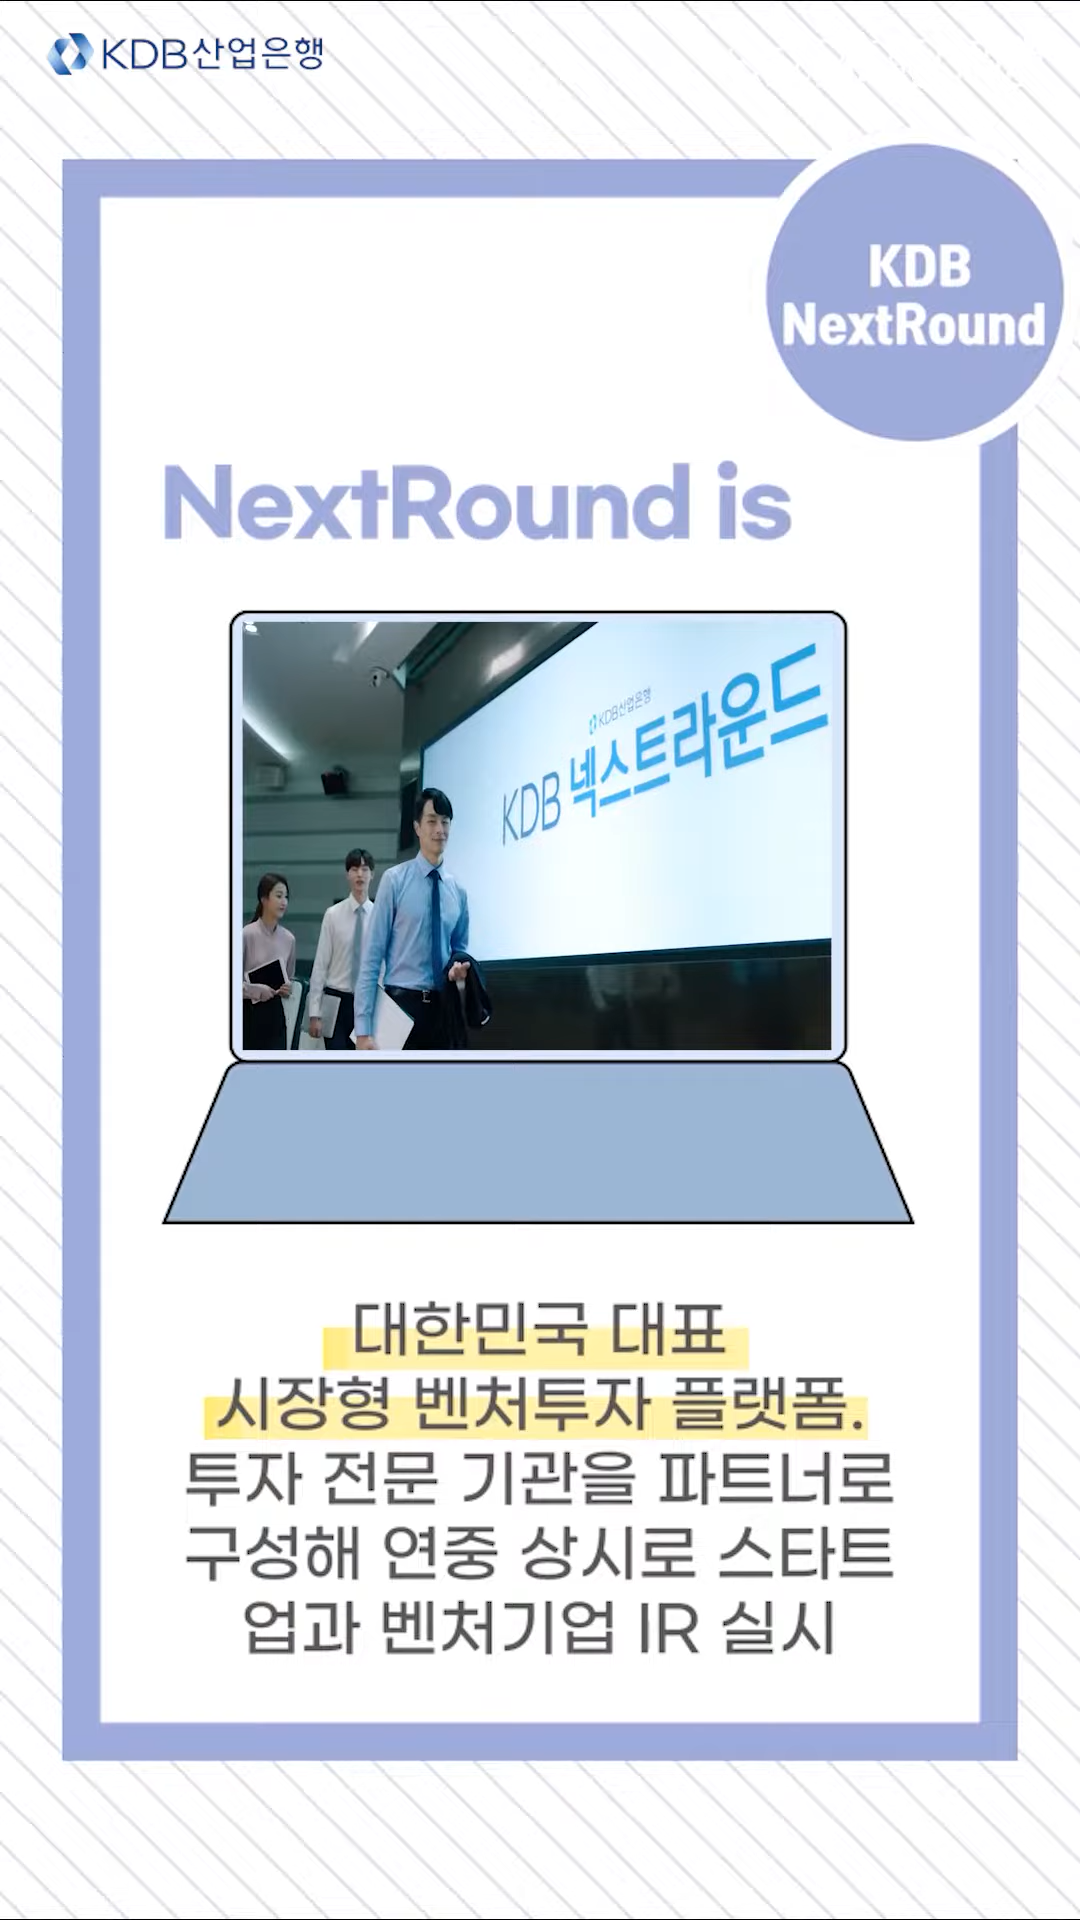 KDB산업은행
KDB
NextRound
NextRound is
KDB산업은행
KDB 넥스트라운드
대한민국 대표
시장형 벤처투자 플랫폼.
투자 전문 기관을 파트너로
구성해 연중 상시로 스타트
업과 벤처기업 IR 실시